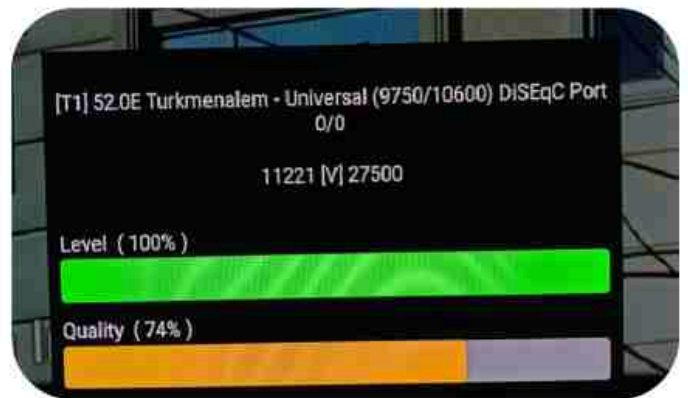 [T1] 52.0E Turkmenalem - Universal (9750/10600) DiSEqC Port
0/0
11221 [V] 27500
Level ( 100% )
Quality ( 74% )